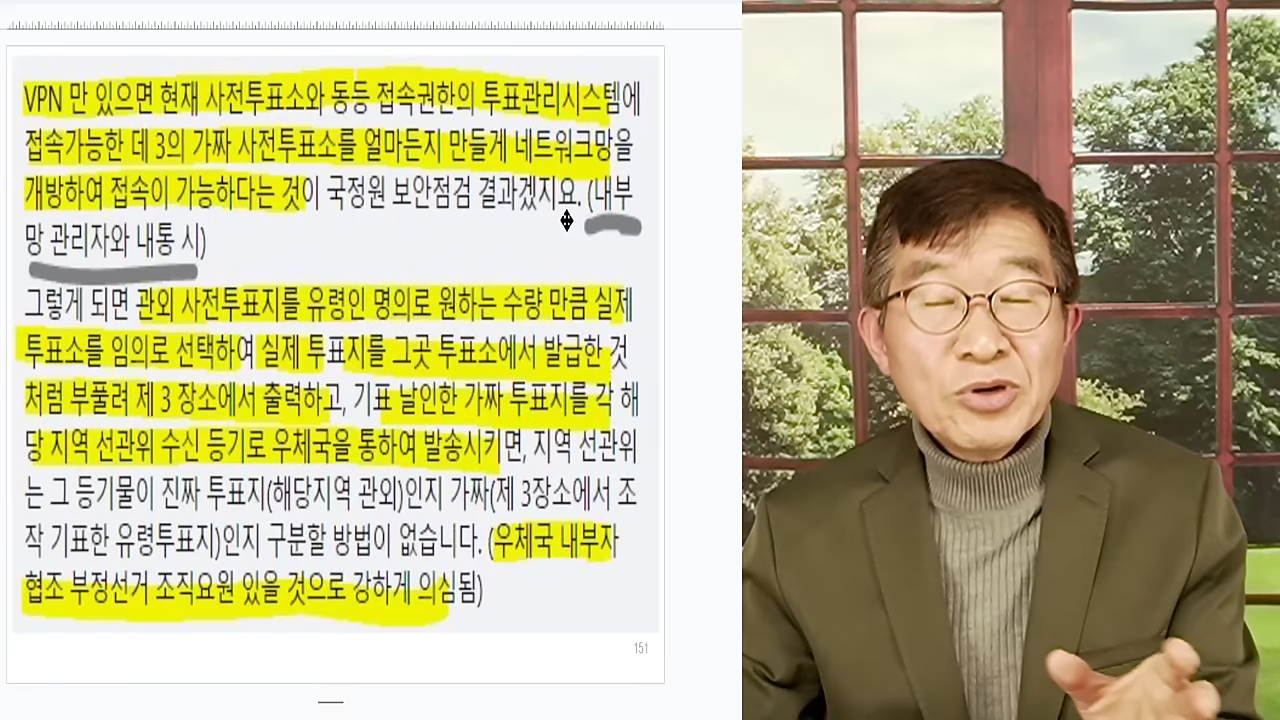 VPN 만 있으면 현재 사전투표소와 동등 접속권한의 투표관리시스템에
접속가능한 데 3의 가짜 사전투표소를 얼마든지 만들게 네트워크망을
개방하여 접속이 가능하다는 것이 국정원 보안점검 결과겠지요. (내부
망 관리자와 내통 시)
그렇게 되면 관외 사전투표지를 유령인 명의로 원하는 수량 만큼 실제
투표소를 임의로 선택하여 실제 투표지를 그곳 투표소에서 발급한 것
처럼 부풀려 제 3 장소에서 출력하고, 기표 날인한 가짜 투표지를 각 해
당 지역 선관위 수신 등기로 우체국을 통하여 발송시키면, 지역 선관위
는 그 등기물이 진짜 투표지(해당지역 관외)인지 가짜(제 3장소에서 조
작 기표한 유령투표지)인지 구분할 방법이 없습니다. (우체국 내부자
협조 부정선거 조직요원 있을 것으로 강하게 의심됨)
151